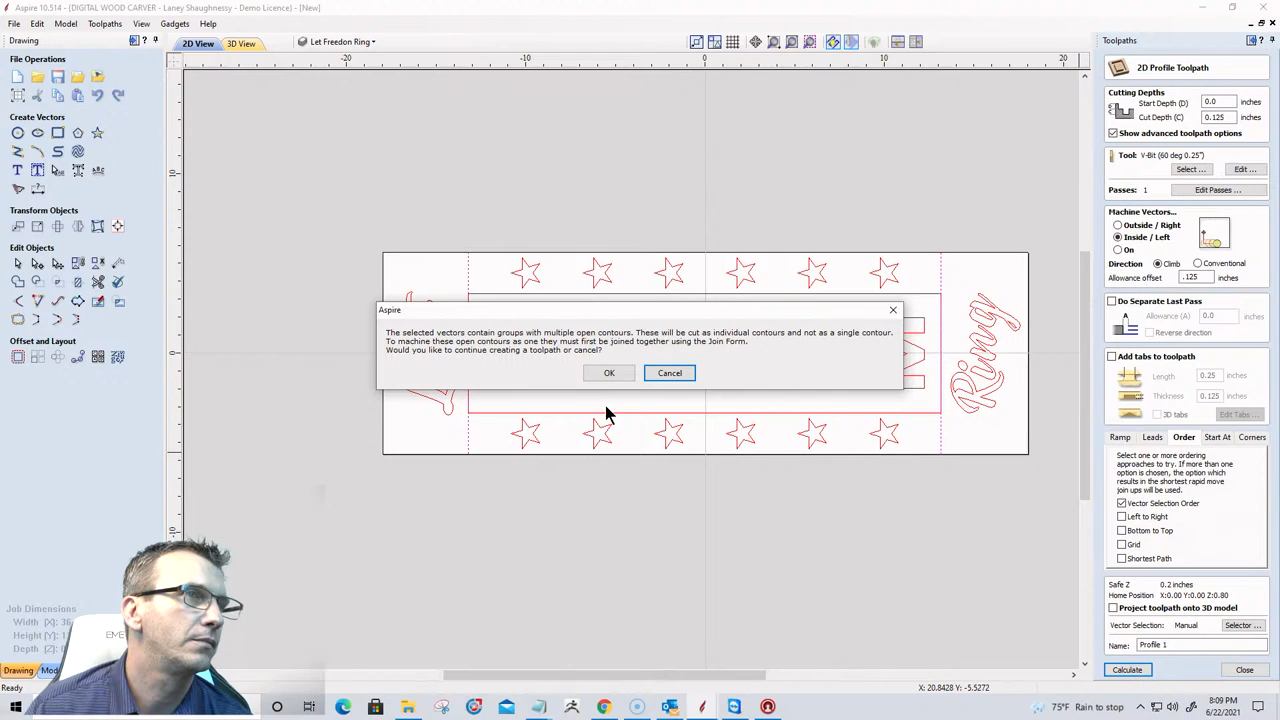 Aspire 10.514 - (DIGITAL WOOD CARVER - Laney Shaughnessy - Demo Licence) - [New]
File Edit Model Toolpaths View Gadgets Help
Drawing
2D View 3D View Let Freedon Ring
-20 -10 0 10 20
10
0
-10
File Operations
Create Vectors
Transform Objects
Edit Objects
Offset and Layout
Job Dimensions
Depth
EME
Drawing
Ready
Ring
Aspire
The selected vectors contain groups with multiple open contours. These will be cut as individual contours and not as a single contour.
To machine these open contours as one they must first be joined together using the Join Form.
Would you like to continue creating a toolpath or cancel?
OK Cancel
Toolpaths
2D Profile Toolpath
Cutting Depths
Start Depth (D) 0.0 inches
Cut Depth (C) 0.125 inches
Show advanced toolpath options
Tool: V-Bit (60 deg 0.25")
Select ... Edit ...
Passes: 1 Edit Passes ...
Machine Vectors...
Outside / Right
Inside / Left
On
Direction Climb Conventional
Allowance offset .125 inches
Do Separate Last Pass
Allowance (A) 0.0 inches
Reverse direction
Add tabs to toolpath
Length 0.25 inches
Thickness 0.125 inches
3D tabs Edit Tabs ...
Ramp Leads Order Start At Corners
Select one or more ordering
approaches to try. If more than one
option is chosen, the option which
results in the shortest rapid move
join ups will be used.
Vector Selection Order
Left to Right
Bottom to Top
Grid
Shortest Path
Safe Z 0.2 inches
Home Position X:0.00 Y:0.00 Z:0.80
Project toolpath onto 3D model
Vector Selection: Manual Selector ...
Name: Profile 1
Calculate Close
75°F Rain to stop
8:09 PM
6/22/2021